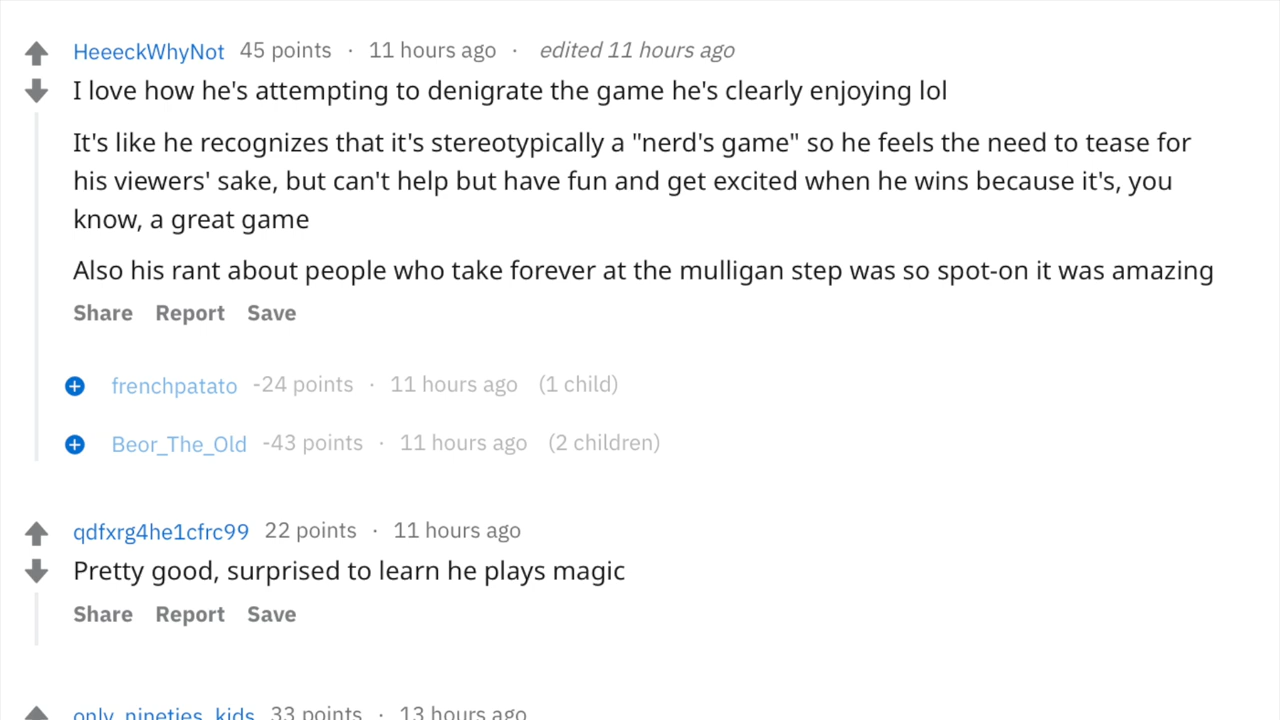 HeeeckWhyNot 45 points · 11 hours ago · edited 11 hours ago
I love how he's attempting to denigrate the game he's clearly enjoying lol
It's like he recognizes that it's stereotypically a "nerd's game" so he feels the need to tease for
his viewers' sake, but can't help but have fun and get excited when he wins because it's, you
know, a great game
Also his rant about people who take forever at the mulligan step was so spot-on it was amazing
Share Report Save
frenchpatato -24 points · 11 hours ago (1 child)
Beor_The_Old -43 points · 11 hours ago (2 children)
qdfxrg4he1cfrc99 22 points · 11 hours ago
Pretty good, surprised to learn he plays magic
Share Report Save
only_nineties_kids 33 points · 13 hours ago